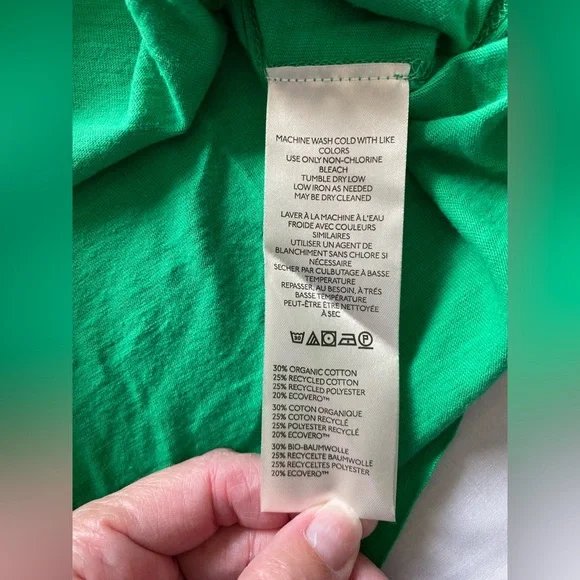 MACHINE WASH COLD WITH LIKE
COLORS
USE ONLY NON-CHLORINE
BLEACH
TUMBLE DRY LOW
LOW IRON AS NEEDED
MAY BE DRY CLEANED
LAVER À LA MACHINE À L'EAU
FROIDE AVEC COULEURS
SIMILAIRES
UTILISER UN AGENT DE
BLANCHIMENT SANS CHLORE SI
NÉCESSAIRE
SECHER PAR CULBUTAGE À BASSE
TEMPERATURE
REPASSER, AU BESOIN, À TRÉS
BASSE TEMPÉRATURE
PEUT-ÊTRE ÊTRE NETTOYÉE
À SEC
30% ORGANIC COTTON
25% RECYCLED COTTON
25% RECYCLED POLYESTER
20% ECOVERO™
30% COTON ORGANIQUE
25% COTON RECYCLÉ
25% POLYESTER RECYCLÉ
20% ECOVERO™
30% BIO-BAUMWOLLE
25% RECYCELTE BAUMWOLLE
25% RECYCELTES POLYESTER
20% ECOVERO™